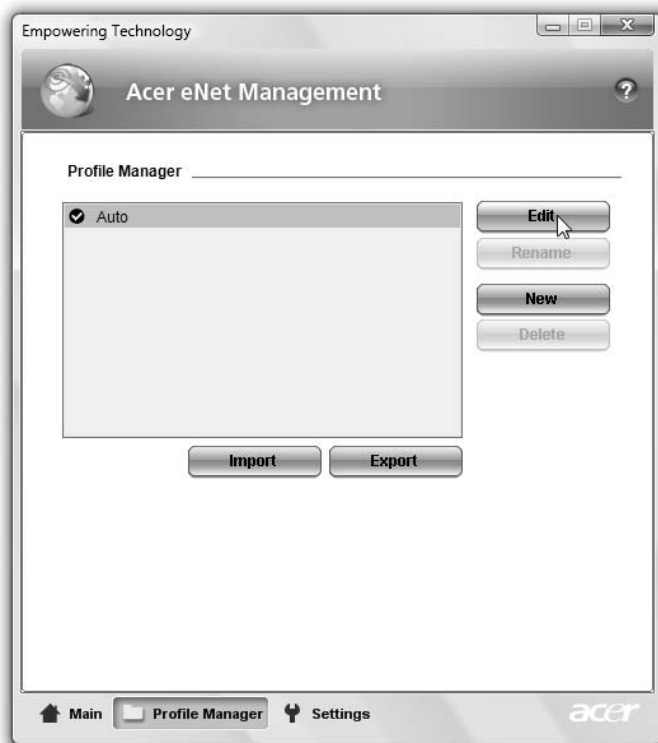 Empowering Technology
Acer eNet Management
?
Profile Manager
Auto
Edit
Rename
New
Delete
Import Export
Main Profile Manager Settings acer